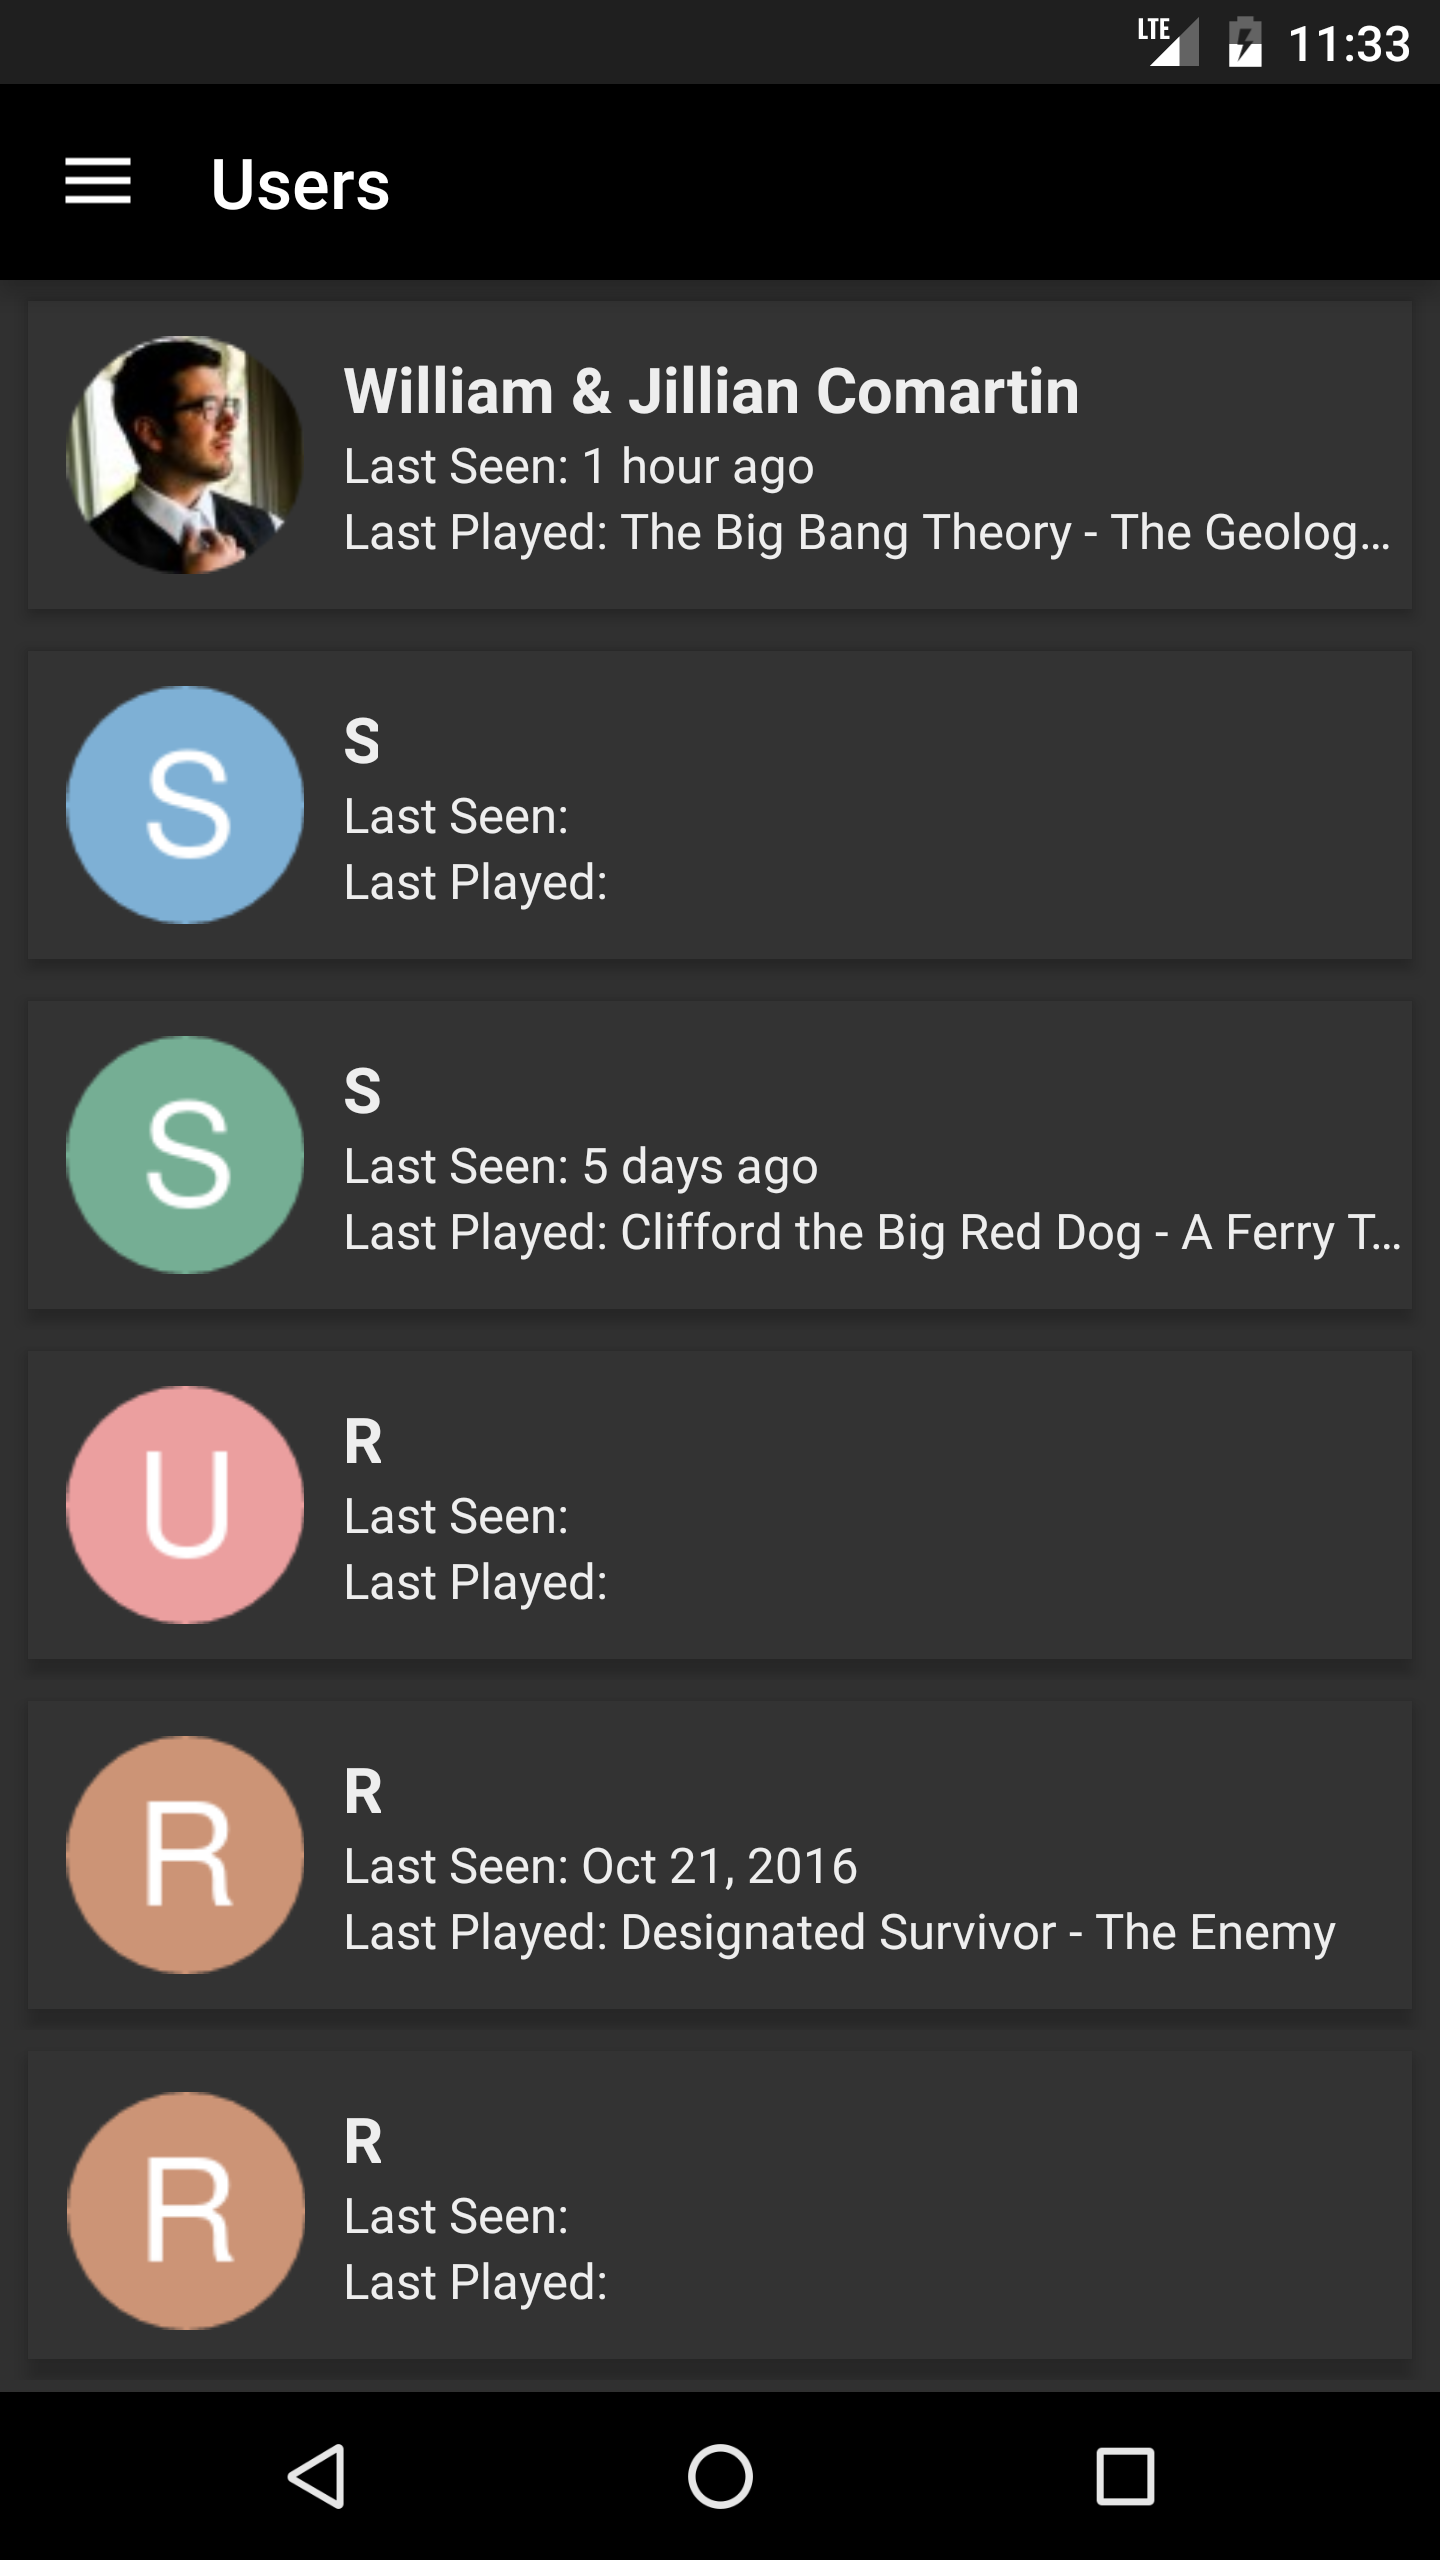 LTE 11:33
Users
William & Jillian Comartin
Last Seen: 1 hour ago
Last Played: The Big Bang Theory - The Geolog...
S
S
Last Seen:
Last Played:
S
S
Last Seen: 5 days ago
Last Played: Clifford the Big Red Dog - A Ferry T...
U
R
Last Seen:
Last Played:
R
R
Last Seen: Oct 21, 2016
Last Played: Designated Survivor - The Enemy
R
R
Last Seen:
Last Played: